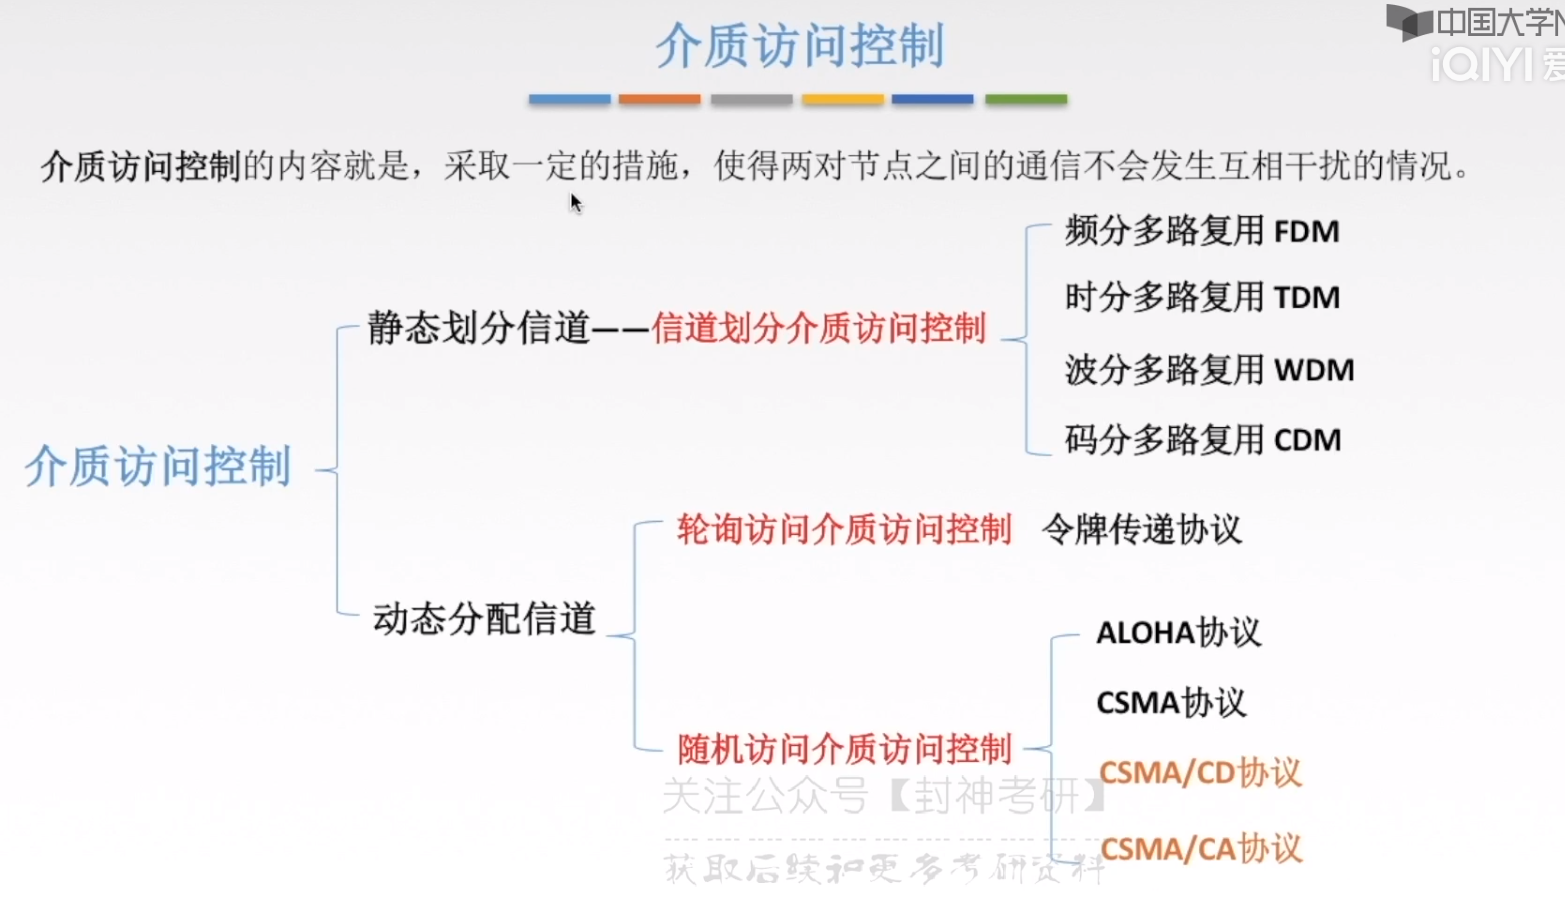 中国大学
iQIYI 爱
介质访问控制
介质访问控制的内容就是，采取一定的措施，使得两对节点之间的通信不会发生互相干扰的情况。
频分多路复用 FDM
时分多路复用 TDM
静态划分信道——信道划分介质访问控制
波分多路复用 WDM
码分多路复用 CDM
介质访问控制
轮询访问介质访问控制 令牌传递协议
动态分配信道
ALOHA协议
CSMA协议
随机访问介质访问控制
CSMA/CD协议
关注公众号【封神考研】
CSMA/CA协议
获取后续和更多考研资料